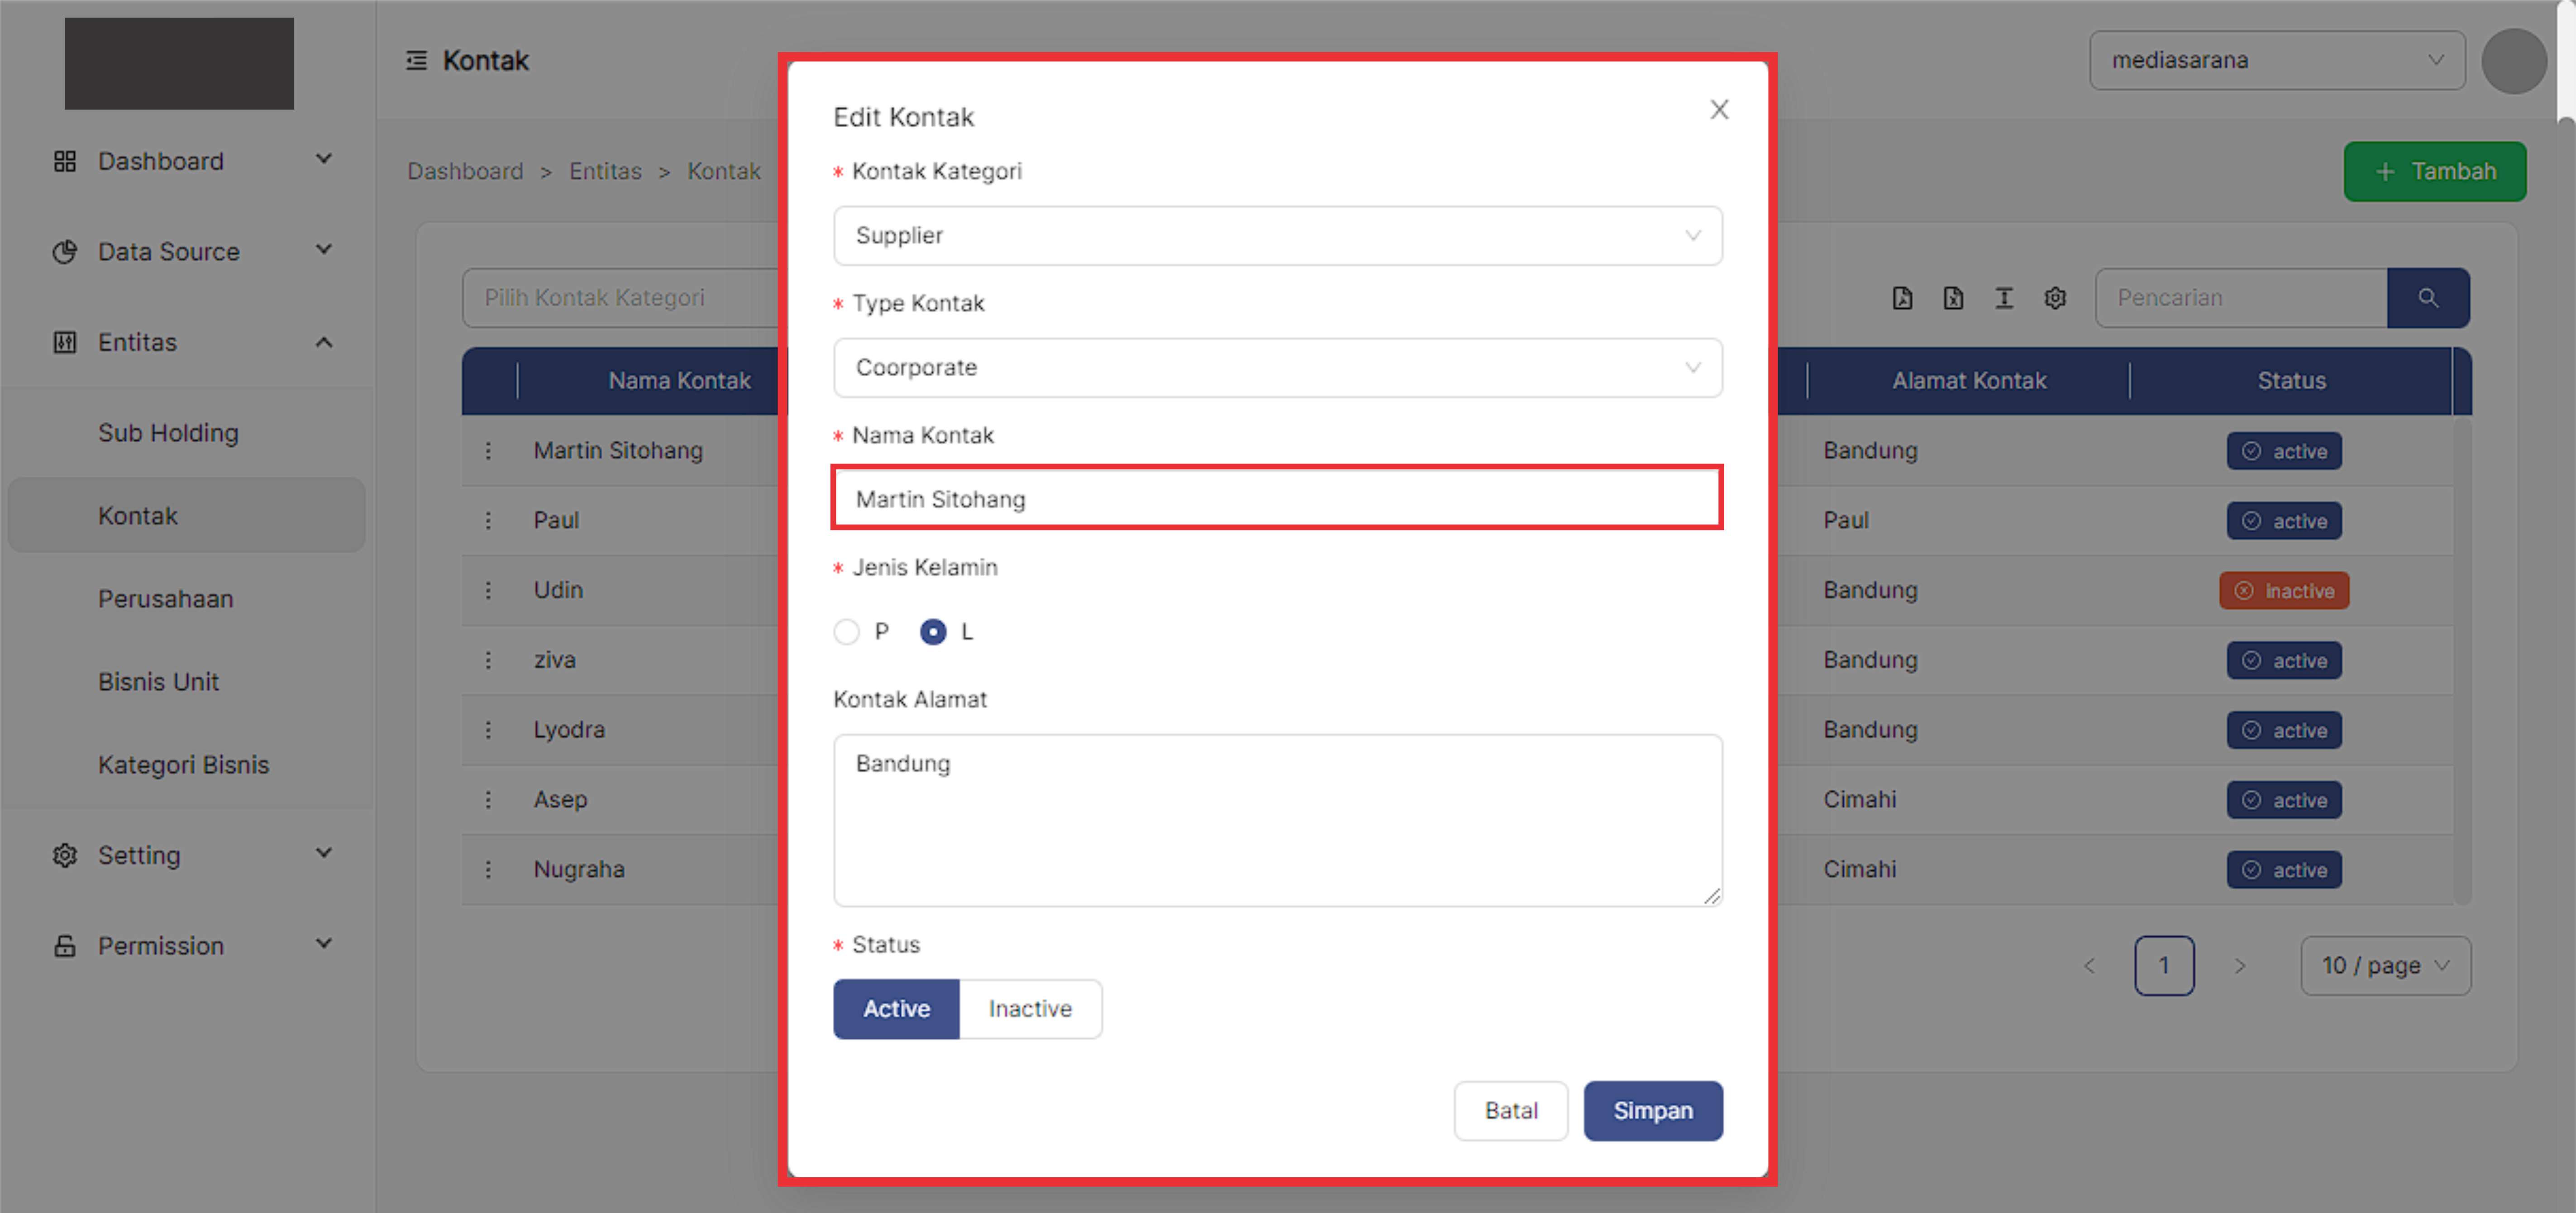 Kontak
mediasarana
Dashboard
Data Source
Entitas
Sub Holding
Kontak
Perusahaan
Bisnis Unit
Kategori Bisnis
Setting
Permission
Dashboard > Entitas > Kontak
+ Tambah
Pilih Kontak Kategori
Pencarian
Nama Kontak
Alamat Kontak
Status
Martin Sitohang
Bandung
active
Paul
Paul
active
Udin
Bandung
inactive
ziva
Bandung
active
Lyodra
Bandung
active
Asep
Cimahi
active
Nugraha
Cimahi
active
< 1 >
10 / page
Edit Kontak
* Kontak Kategori
Supplier
* Type Kontak
Coorporate
* Nama Kontak
Martin Sitohang
* Jenis Kelamin
P L
Kontak Alamat
Bandung
* Status
Active Inactive
Batal Simpan